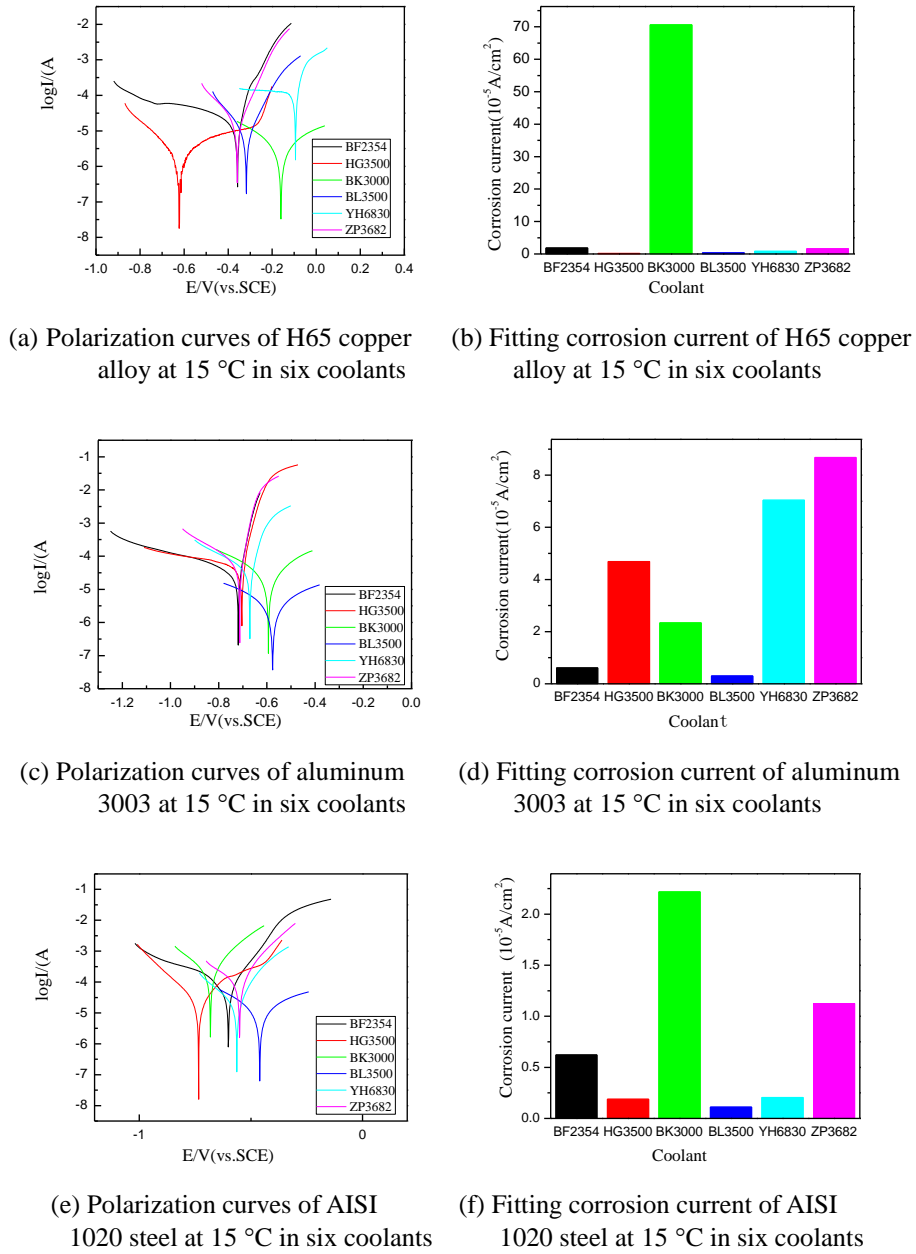 logI/(A
-2
-3
-4
-5
-6
-7
-8
BF2354
HG3500
BK3000
BL3500
YH6830
ZP3682
-1.0 -0.8 -0.6 -0.4 -0.2 0.0 0.2 0.4
E/V(vs.SCE)
Corrosion current(10-5A/cm2)
70
60
50
40
30
20
10
0
BF2354 HG3500 BK3000 BL3500 YH6830 ZP3682
Coolant
(a) Polarization curves of H65 copper
alloy at 15 °C in six coolants
(b) Fitting corrosion current of H65 copper
alloy at 15 °C in six coolants
logI/(A
-1
-2
-3
-4
-5
-6
-7
-8
BF2354
HG3500
BK3000
BL3500
YH6830
ZP3682
-1.2 -1.0 -0.8 -0.6 -0.4 -0.2 0.0
E/V(vs.SCE)
Corrosion current(10-5A/cm2)
8
6
4
2
0
BF2354 HG3500 BK3000 BL3500 YH6830 ZP3682
Coolant
(c) Polarization curves of aluminum
3003 at 15 °C in six coolants
(d) Fitting corrosion current of aluminum
3003 at 15 °C in six coolants
logI/(A
-1
-2
-3
-4
-5
-6
-7
-8
BF2354
HG3500
BK3000
BL3500
YH6830
ZP3682
-1 0
E/V(vs.SCE)
Corrosion current (10-5A/cm2)
2.0
1.5
1.0
0.5
0.0
BF2354 HG3500 BK3000 BL3500 YH6830 ZP3682
Coolant
(e) Polarization curves of AISI
1020 steel at 15 °C in six coolants
(f) Fitting corrosion current of AISI
1020 steel at 15 °C in six coolants